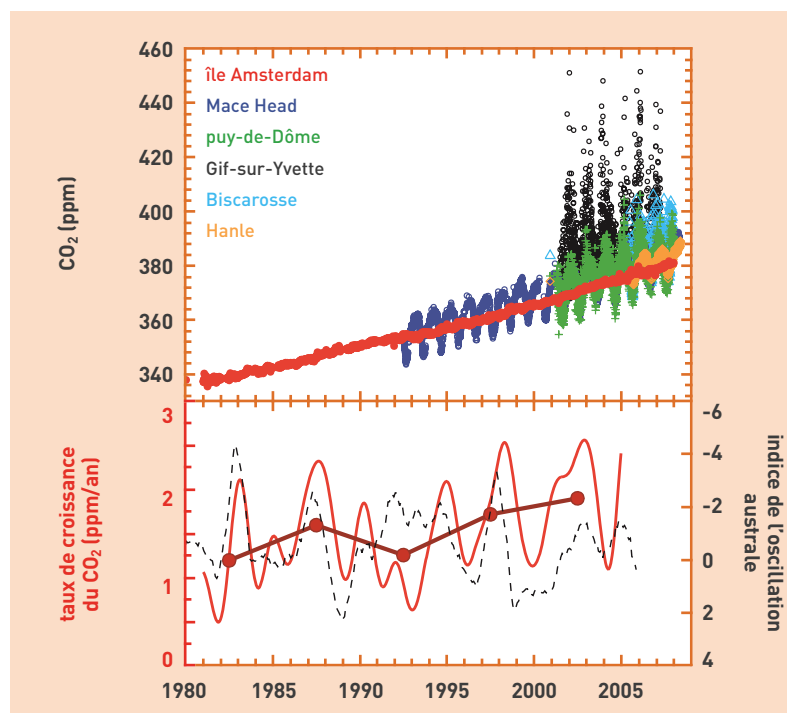 460
440
420
400
380
360
340
CO₂ (ppm)
île Amsterdam
Mace Head
puy-de-Dôme
Gif-sur-Yvette
Biscarosse
Hanle
3
2
1
0
taux de croissance
du CO₂ (ppm/an)
-6
-4
-2
0
2
4
indice de l'oscillation
australe
1980
1985
1990
1995
2000
2005